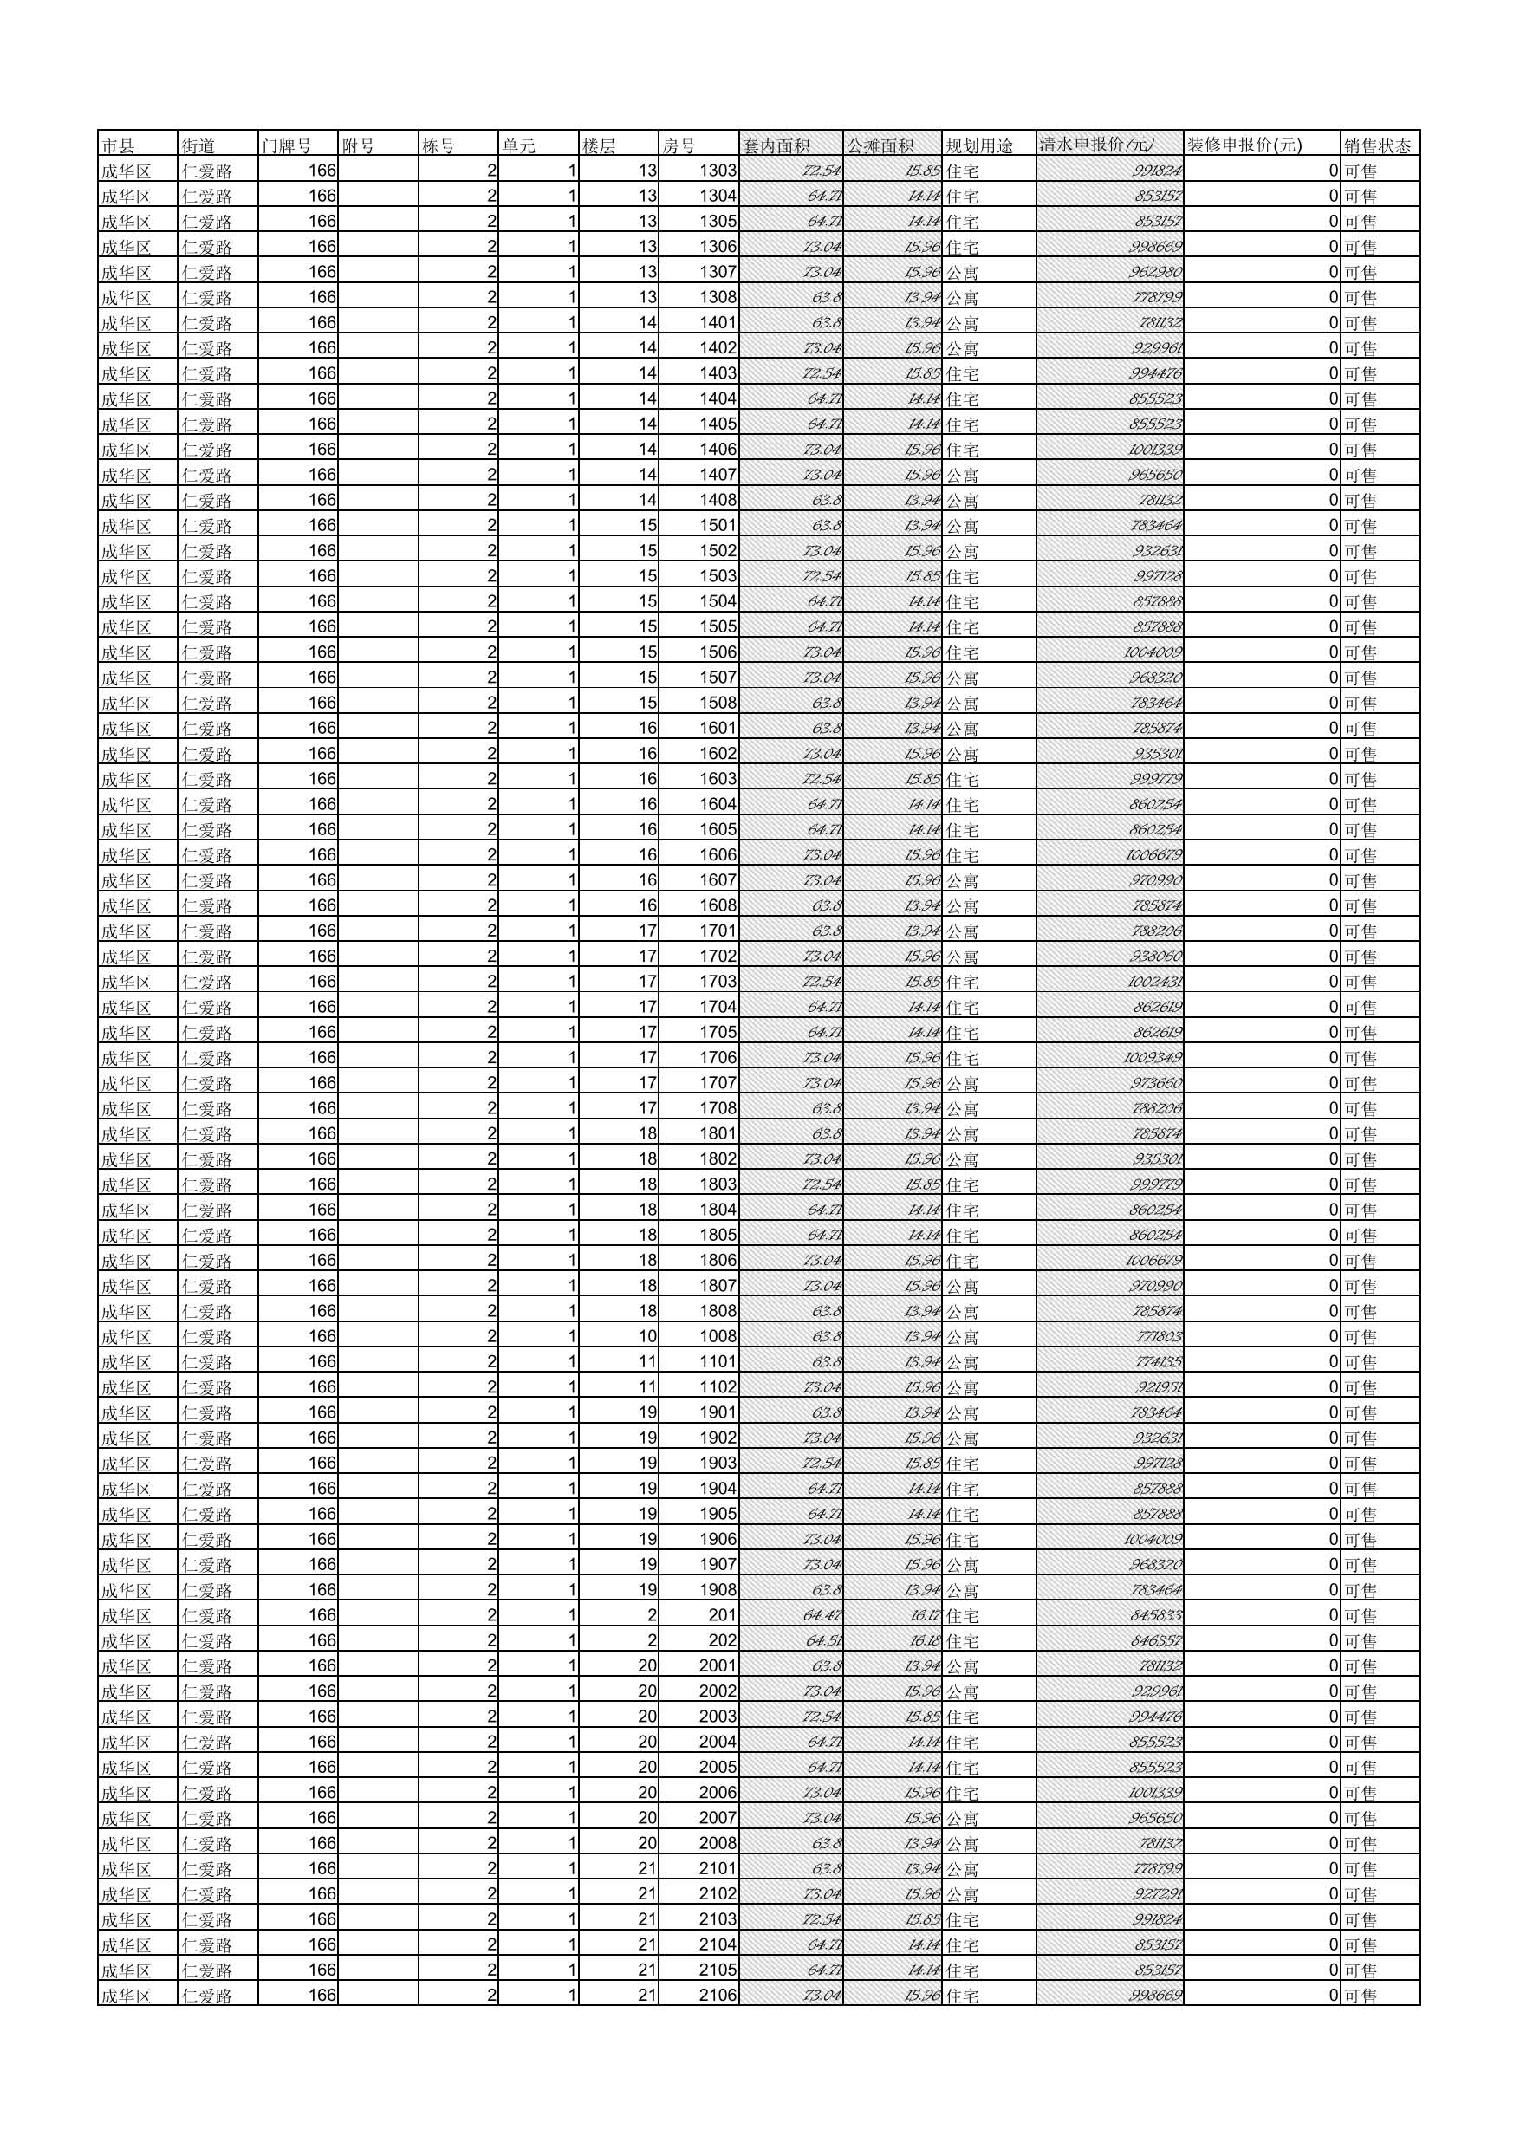 市县 街道 门牌号 附号 栋号 单元 楼层 房号 套内面积 公摊面积 规划用途 清水申报价(元) 装修申报价(元) 销售状态
成华区 仁爱路 166 2 1 13 1303 72.54 15.85 住宅 991824 0 可售
成华区 仁爱路 166 2 1 13 1304 64.71 14.14 住宅 853157 0 可售
成华区 仁爱路 166 2 1 13 1305 64.71 14.14 住宅 853157 0 可售
成华区 仁爱路 166 2 1 13 1306 73.04 15.96 住宅 998669 0 可售
成华区 仁爱路 166 2 1 13 1307 73.04 15.96 公寓 962980 0 可售
成华区 仁爱路 166 2 1 13 1308 63.8 13.94 公寓 778799 0 可售
成华区 仁爱路 166 2 1 14 1401 63.8 13.94 公寓 781132 0 可售
成华区 仁爱路 166 2 1 14 1402 73.04 15.96 公寓 929961 0 可售
成华区 仁爱路 166 2 1 14 1403 72.54 15.85 住宅 994476 0 可售
成华区 仁爱路 166 2 1 14 1404 64.71 14.14 住宅 855523 0 可售
成华区 仁爱路 166 2 1 14 1405 64.71 14.14 住宅 855523 0 可售
成华区 仁爱路 166 2 1 14 1406 73.04 15.96 住宅 1001339 0 可售
成华区 仁爱路 166 2 1 14 1407 73.04 15.96 公寓 965650 0 可售
成华区 仁爱路 166 2 1 14 1408 63.8 13.94 公寓 781132 0 可售
成华区 仁爱路 166 2 1 15 1501 63.8 13.94 公寓 783464 0 可售
成华区 仁爱路 166 2 1 15 1502 73.04 15.96 公寓 932631 0 可售
成华区 仁爱路 166 2 1 15 1503 72.54 15.85 住宅 997128 0 可售
成华区 仁爱路 166 2 1 15 1504 64.71 14.14 住宅 857888 0 可售
成华区 仁爱路 166 2 1 15 1505 64.71 14.14 住宅 857888 0 可售
成华区 仁爱路 166 2 1 15 1506 73.04 15.96 住宅 1004009 0 可售
成华区 仁爱路 166 2 1 15 1507 73.04 15.96 公寓 968320 0 可售
成华区 仁爱路 166 2 1 15 1508 63.8 13.94 公寓 783464 0 可售
成华区 仁爱路 166 2 1 16 1601 63.8 13.94 公寓 785874 0 可售
成华区 仁爱路 166 2 1 16 1602 73.04 15.96 公寓 935301 0 可售
成华区 仁爱路 166 2 1 16 1603 72.54 15.85 住宅 999779 0 可售
成华区 仁爱路 166 2 1 16 1604 64.71 14.14 住宅 860254 0 可售
成华区 仁爱路 166 2 1 16 1605 64.71 14.14 住宅 860254 0 可售
成华区 仁爱路 166 2 1 16 1606 73.04 15.96 住宅 1006679 0 可售
成华区 仁爱路 166 2 1 16 1607 73.04 15.96 公寓 970990 0 可售
成华区 仁爱路 166 2 1 16 1608 63.8 13.94 公寓 785874 0 可售
成华区 仁爱路 166 2 1 17 1701 63.8 13.94 公寓 788206 0 可售
成华区 仁爱路 166 2 1 17 1702 73.04 15.96 公寓 938060 0 可售
成华区 仁爱路 166 2 1 17 1703 72.54 15.85 住宅 1002431 0 可售
成华区 仁爱路 166 2 1 17 1704 64.71 14.14 住宅 862619 0 可售
成华区 仁爱路 166 2 1 17 1705 64.71 14.14 住宅 862619 0 可售
成华区 仁爱路 166 2 1 17 1706 73.04 15.96 住宅 1009349 0 可售
成华区 仁爱路 166 2 1 17 1707 73.04 15.96 公寓 973660 0 可售
成华区 仁爱路 166 2 1 17 1708 63.8 13.94 公寓 788206 0 可售
成华区 仁爱路 166 2 1 18 1801 63.8 13.94 公寓 785874 0 可售
成华区 仁爱路 166 2 1 18 1802 73.04 15.96 公寓 935301 0 可售
成华区 仁爱路 166 2 1 18 1803 72.54 15.85 住宅 999779 0 可售
成华区 仁爱路 166 2 1 18 1804 64.71 14.14 住宅 860254 0 可售
成华区 仁爱路 166 2 1 18 1805 64.71 14.14 住宅 860254 0 可售
成华区 仁爱路 166 2 1 18 1806 73.04 15.96 住宅 1006679 0 可售
成华区 仁爱路 166 2 1 18 1807 73.04 15.96 公寓 970990 0 可售
成华区 仁爱路 166 2 1 18 1808 63.8 13.94 公寓 785874 0 可售
成华区 仁爱路 166 2 1 10 1008 63.8 13.94 公寓 771803 0 可售
成华区 仁爱路 166 2 1 11 1101 63.8 13.94 公寓 774135 0 可售
成华区 仁爱路 166 2 1 11 1102 73.04 15.96 公寓 921951 0 可售
成华区 仁爱路 166 2 1 19 1901 63.8 13.94 公寓 783464 0 可售
成华区 仁爱路 166 2 1 19 1902 73.04 15.96 公寓 932631 0 可售
成华区 仁爱路 166 2 1 19 1903 72.54 15.85 住宅 997128 0 可售
成华区 仁爱路 166 2 1 19 1904 64.71 14.14 住宅 857888 0 可售
成华区 仁爱路 166 2 1 19 1905 64.71 14.14 住宅 857888 0 可售
成华区 仁爱路 166 2 1 19 1906 73.04 15.96 住宅 1004009 0 可售
成华区 仁爱路 166 2 1 19 1907 73.04 15.96 公寓 968320 0 可售
成华区 仁爱路 166 2 1 19 1908 63.8 13.94 公寓 783464 0 可售
成华区 仁爱路 166 2 1 2 201 64.47 16.17 住宅 845833 0 可售
成华区 仁爱路 166 2 1 2 202 64.51 16.18 住宅 846357 0 可售
成华区 仁爱路 166 2 1 20 2001 63.8 13.94 公寓 781132 0 可售
成华区 仁爱路 166 2 1 20 2002 73.04 15.96 公寓 929961 0 可售
成华区 仁爱路 166 2 1 20 2003 72.54 15.85 住宅 994476 0 可售
成华区 仁爱路 166 2 1 20 2004 64.71 14.14 住宅 855523 0 可售
成华区 仁爱路 166 2 1 20 2005 64.71 14.14 住宅 855523 0 可售
成华区 仁爱路 166 2 1 20 2006 73.04 15.96 住宅 1001339 0 可售
成华区 仁爱路 166 2 1 20 2007 73.04 15.96 公寓 965650 0 可售
成华区 仁爱路 166 2 1 20 2008 63.8 13.94 公寓 781132 0 可售
成华区 仁爱路 166 2 1 21 2101 63.8 13.94 公寓 778799 0 可售
成华区 仁爱路 166 2 1 21 2102 73.04 15.96 公寓 927291 0 可售
成华区 仁爱路 166 2 1 21 2103 72.54 15.85 住宅 991824 0 可售
成华区 仁爱路 166 2 1 21 2104 64.71 14.14 住宅 853157 0 可售
成华区 仁爱路 166 2 1 21 2105 64.71 14.14 住宅 853157 0 可售
成华区 仁爱路 166 2 1 21 2106 73.04 15.96 住宅 998669 0 可售